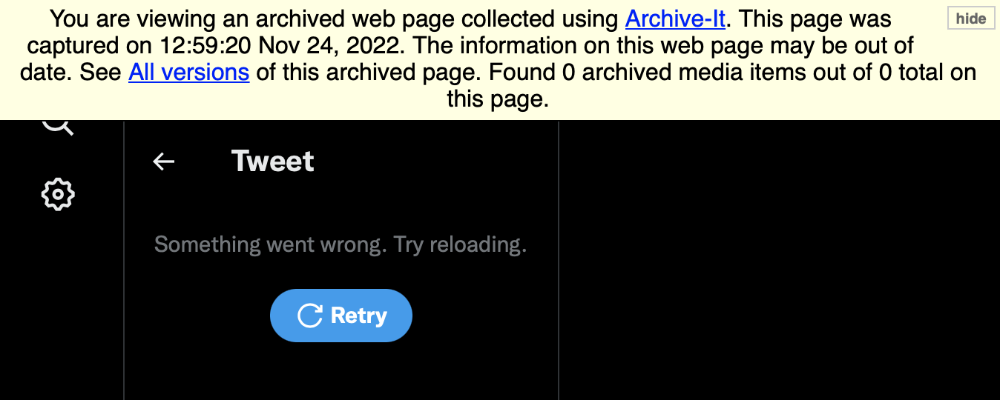 You are viewing an archived web page collected using Archive-It. This page was
hide
captured on 12:59:20 Nov 24, 2022. The information on this web page may be out of
date. See All versions of this archived page. Found 0 archived media items out of 0 total on
this page.
Tweet
Something went wrong. Try reloading.
Retry